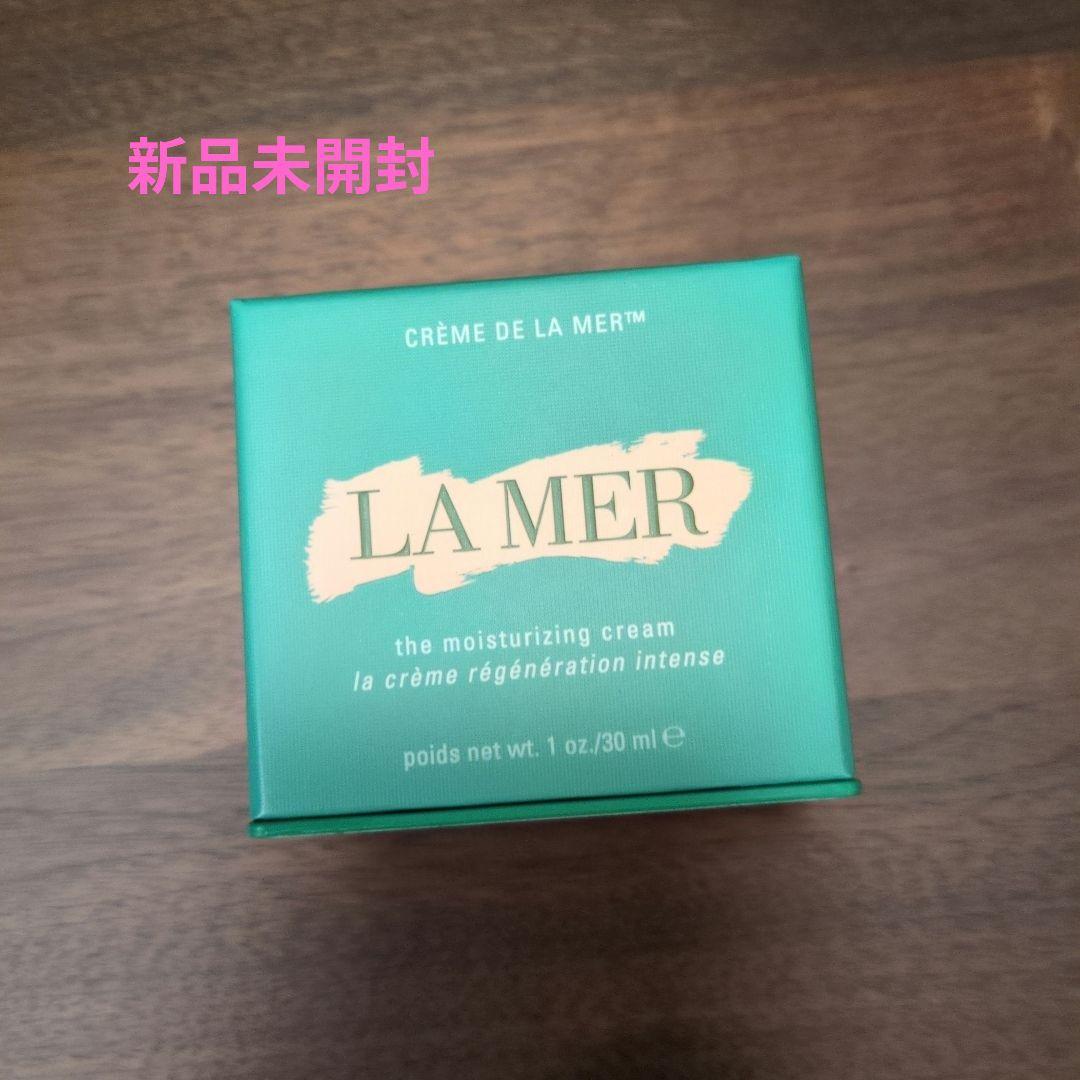 新品未開封
CRÈME DE LA MER™
LA MER
the moisturizing cream
la crème régénération intense
poids net wt. 1 oz./30 ml ℮